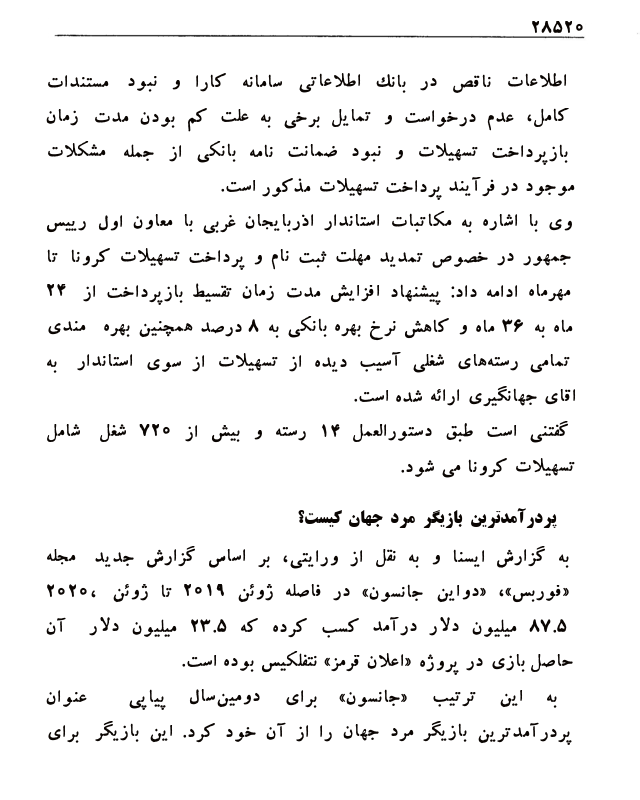 ۲۸۵۲۰
اطلاعات ناقص در بانك اطلاعاتی سامانه کارا و نبود مستندات
کامل، عدم درخواست و تمایل برخی به علت کم بودن مدت زمان
بازپرداخت تسهیلات و نبود ضمانت نامه بانکی از جمله مشکلات
موجود در فرآیند پرداخت تسهیلات مذکور است.
وی با اشاره به مکاتبات استاندار اذربایجان غربی با معاون اول رییس
جمهور در خصوص تمدید مهلت ثبت نام و پرداخت تسهیلات کرونا تا
مهرماه ادامه داد: پیشنهاد افزایش مدت زمان تقسیط بازپرداخت از ۲۴
ماه به ۳۶ ماه و کاهش نرخ بهره بانکی به ۸ درصد همچنین بهره مندی
تمامی رسته‌های شغلی آسیب دیده از تسهیلات از سوی استاندار به
اقای جهانگیری ارائه شده است.
گفتنی است طبق دستورالعمل ۱۴ رسته و بیش از ۷۲۰ شغل شامل
تسهیلات کرونا می شود.
پردرآمدترین بازیگر مرد جهان کیست؟
به گزارش ایسنا و به نقل از ورایتی، بر اساس گزارش جدید مجله
«فوربس»، «دواین جانسون» در فاصله ژوئن ۲۰۱۹ تا ژوئن ۲۰۲۰،
۸۷.۵ میلیون دلار درآمد کسب کرده که ۲۳.۵ میلیون دلار آن
حاصل بازی در پروژه «اعلان قرمز» نتفلکیس بوده است.
به این ترتیب «جانسون» برای دومین‌سال پیاپی عنوان
پردرآمدترین بازیگر مرد جهان را از آن خود کرد. این بازیگر برای